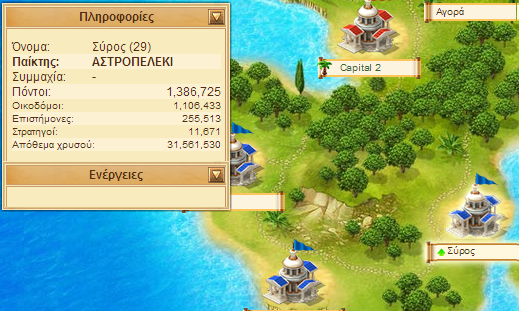 Πληροφορίες
Όνομα: Σύρος (29)
Παίκτης: ΑΣΤΡΟΠΕΛΕΚΙ
Συμμαχία: -
Πόντοι: 1,386,725
Οικοδόμοι: 1,106,433
Επιστήμονες: 255,513
Στρατηγοί: 11,671
Απόθεμα χρυσού: 31,561,530
Ενέργειες
Αγορά
Capital 2
Σύρος